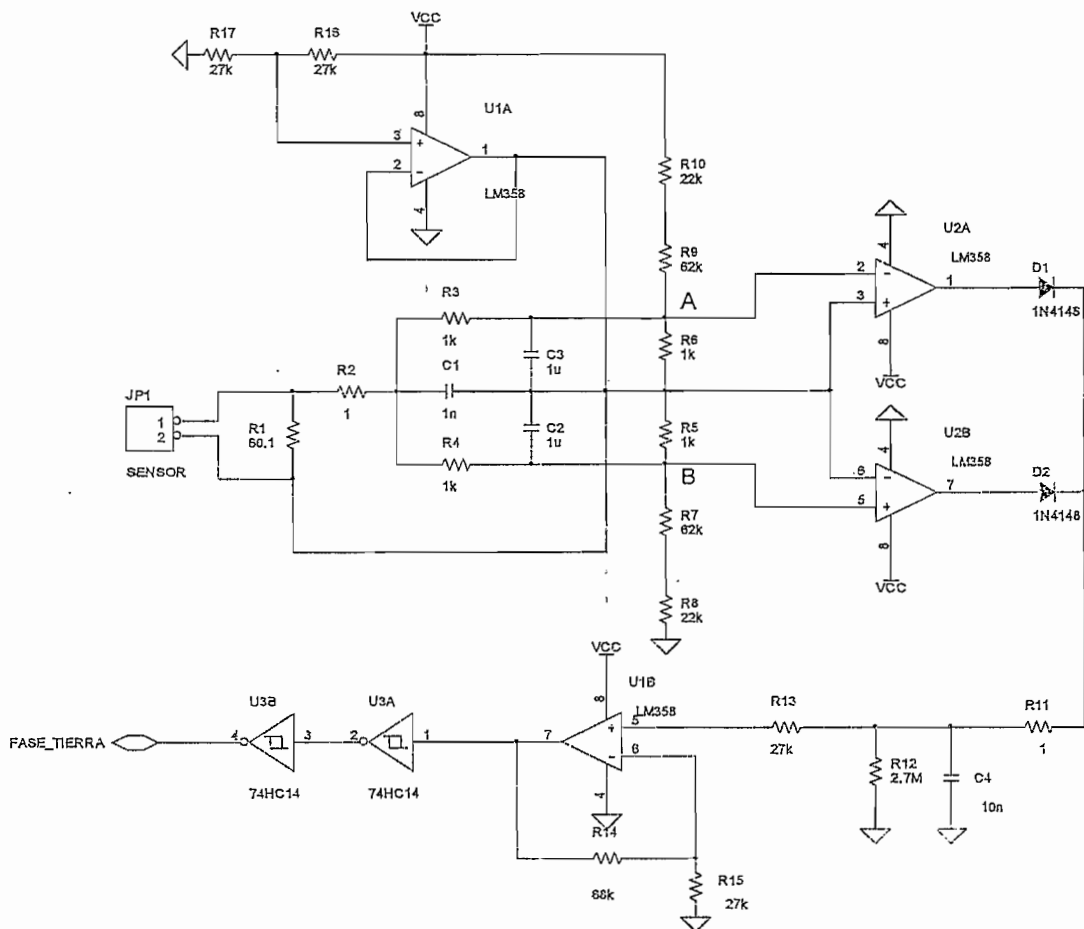 R17
27k
R16
27k
VCC
8
U1A
3 +
2 -
1
LM358
4
R10
22k
R9
62k
A
R3
1k
C3
1u
R6
1k
C1
1n
R2
1
JP1
1
2
SENSOR
R1
60.1
R4
1k
C2
1u
R5
1k
B
R7
62k
R8
22k
4
U2A
LM358
2 -
3 +
1
8
VCC
D1
1N4148
4
U2B
LM358
6 -
5 +
7
8
VCC
D2
1N4148
VCC
8
U1B
LM358
5 +
6 -
7
4
R13
27k
R11
1
R12
2.7M
C4
10n
R14
68k
R15
27k
U3B
4
3
74HC14
U3A
2
1
74HC14
FASE_TIERRA